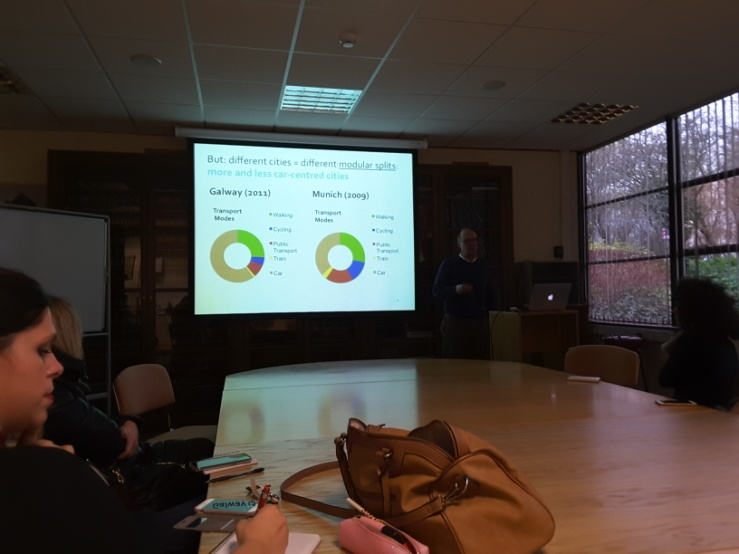 But: different cities = different modular splits:
more and less car-centred cities
Galway (2011)
Munich (2009)
Transport
Modes
Walking
Cycling
Public
Transport
Train
Car
Transport
Modes
Walking
Cycling
Public
Transport
Train
Car
Galway